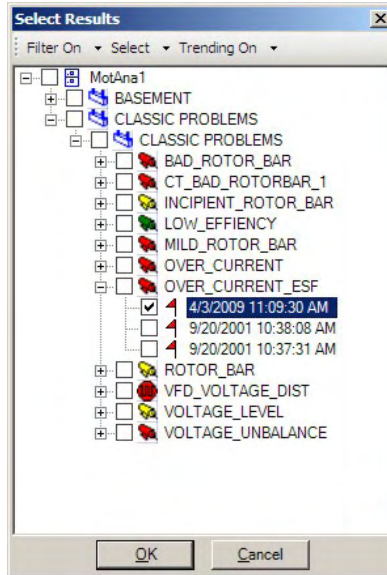 Select Results
Filter On Select Trending On
MotAna1
BASEMENT
CLASSIC PROBLEMS
CLASSIC PROBLEMS
BAD_ROTOR_BAR
CT_BAD_ROTORBAR_1
INCIPIENT_ROTOR_BAR
LOW_EFFIENCY
MILD_ROTOR_BAR
OVER_CURRENT
OVER_CURRENT_ESF
4/3/2009 11:09:30 AM
9/20/2001 10:38:08 AM
9/20/2001 10:37:31 AM
ROTOR_BAR
VFD_VOLTAGE_DIST
VOLTAGE_LEVEL
VOLTAGE_UNBALANCE
OK Cancel